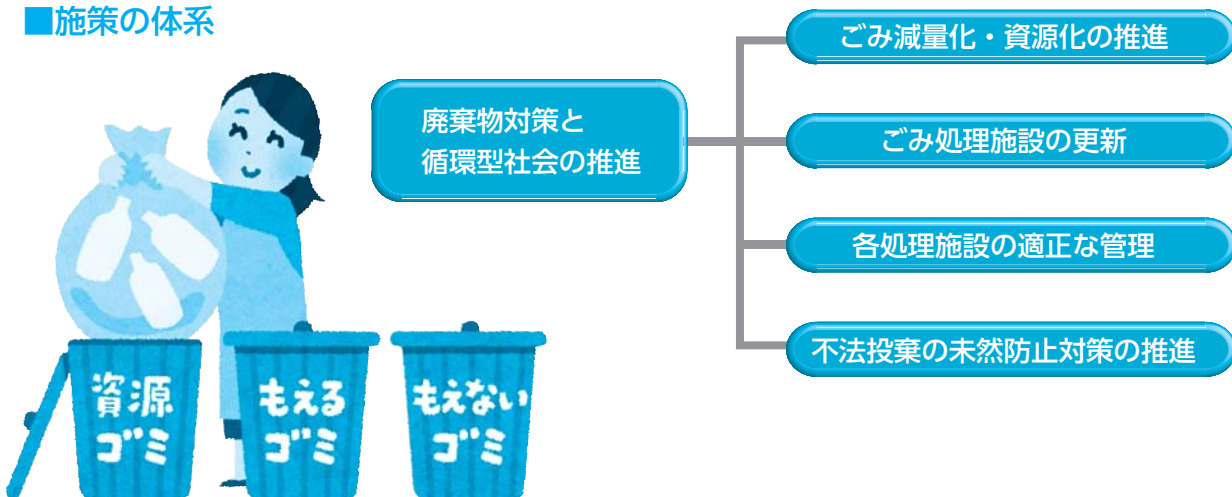 ■施策の体系
廃棄物対策と
循環型社会の推進
ごみ減量化・資源化の推進
ごみ処理施設の更新
各処理施設の適正な管理
不法投棄の未然防止対策の推進
資源
ゴミ
もえる
ゴミ
もえない
ゴミ